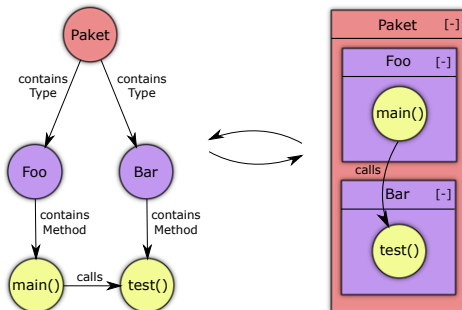 Paket
contains
Type
contains
Type
Foo
Bar
contains
Method
contains
Method
main()
calls
test()
Paket [-]
Foo [-]
main()
calls
Bar [-]
test()